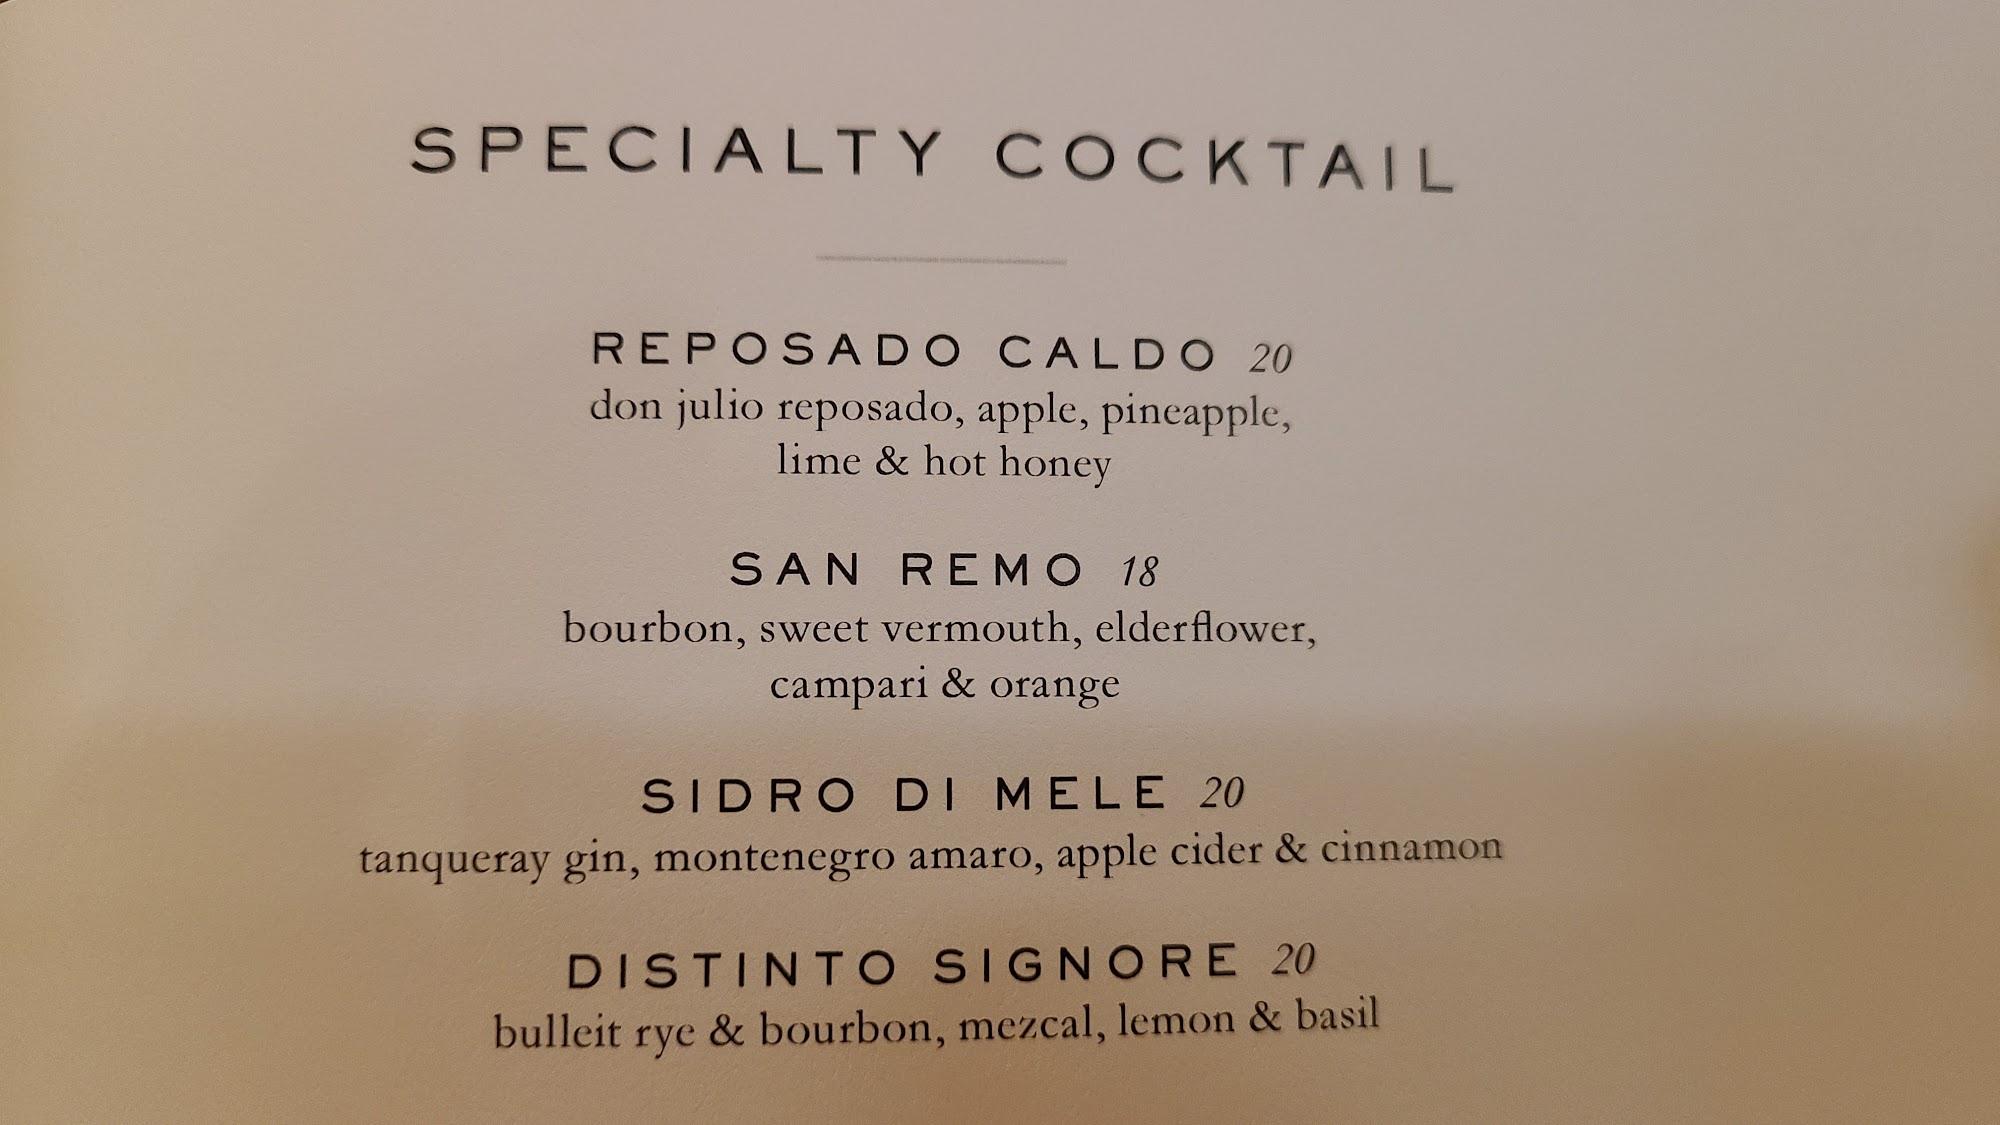 SPECIALTY COCKTAIL
REPOSADO CALDO 20
don julio reposado, apple, pineapple,
lime & hot honey
SAN REMO 18
bourbon, sweet vermouth, elderflower,
campari & orange
SIDRO DI MELE 20
tanqueray gin, montenegro amaro, apple cider & cinnamon
DISTINTO SIGNORE 20
bulleit rye & bourbon, mezcal, lemon & basil